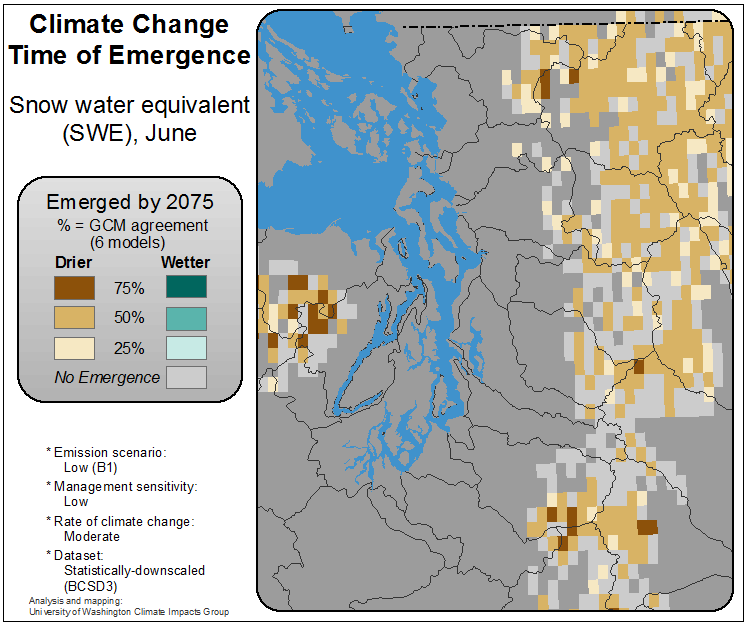 Climate Change
Time of Emergence
Snow water equivalent
(SWE), June
Emerged by 2075
% = GCM agreement
(6 models)
Drier Wetter
75%
50%
25%
No Emergence
* Emission scenario:
Low (B1)
* Management sensitivity:
Low
* Rate of climate change:
Moderate
* Dataset:
Statistically-downscaled
(BCSD3)
Analysis and mapping:
University of Washington Climate Impacts Group